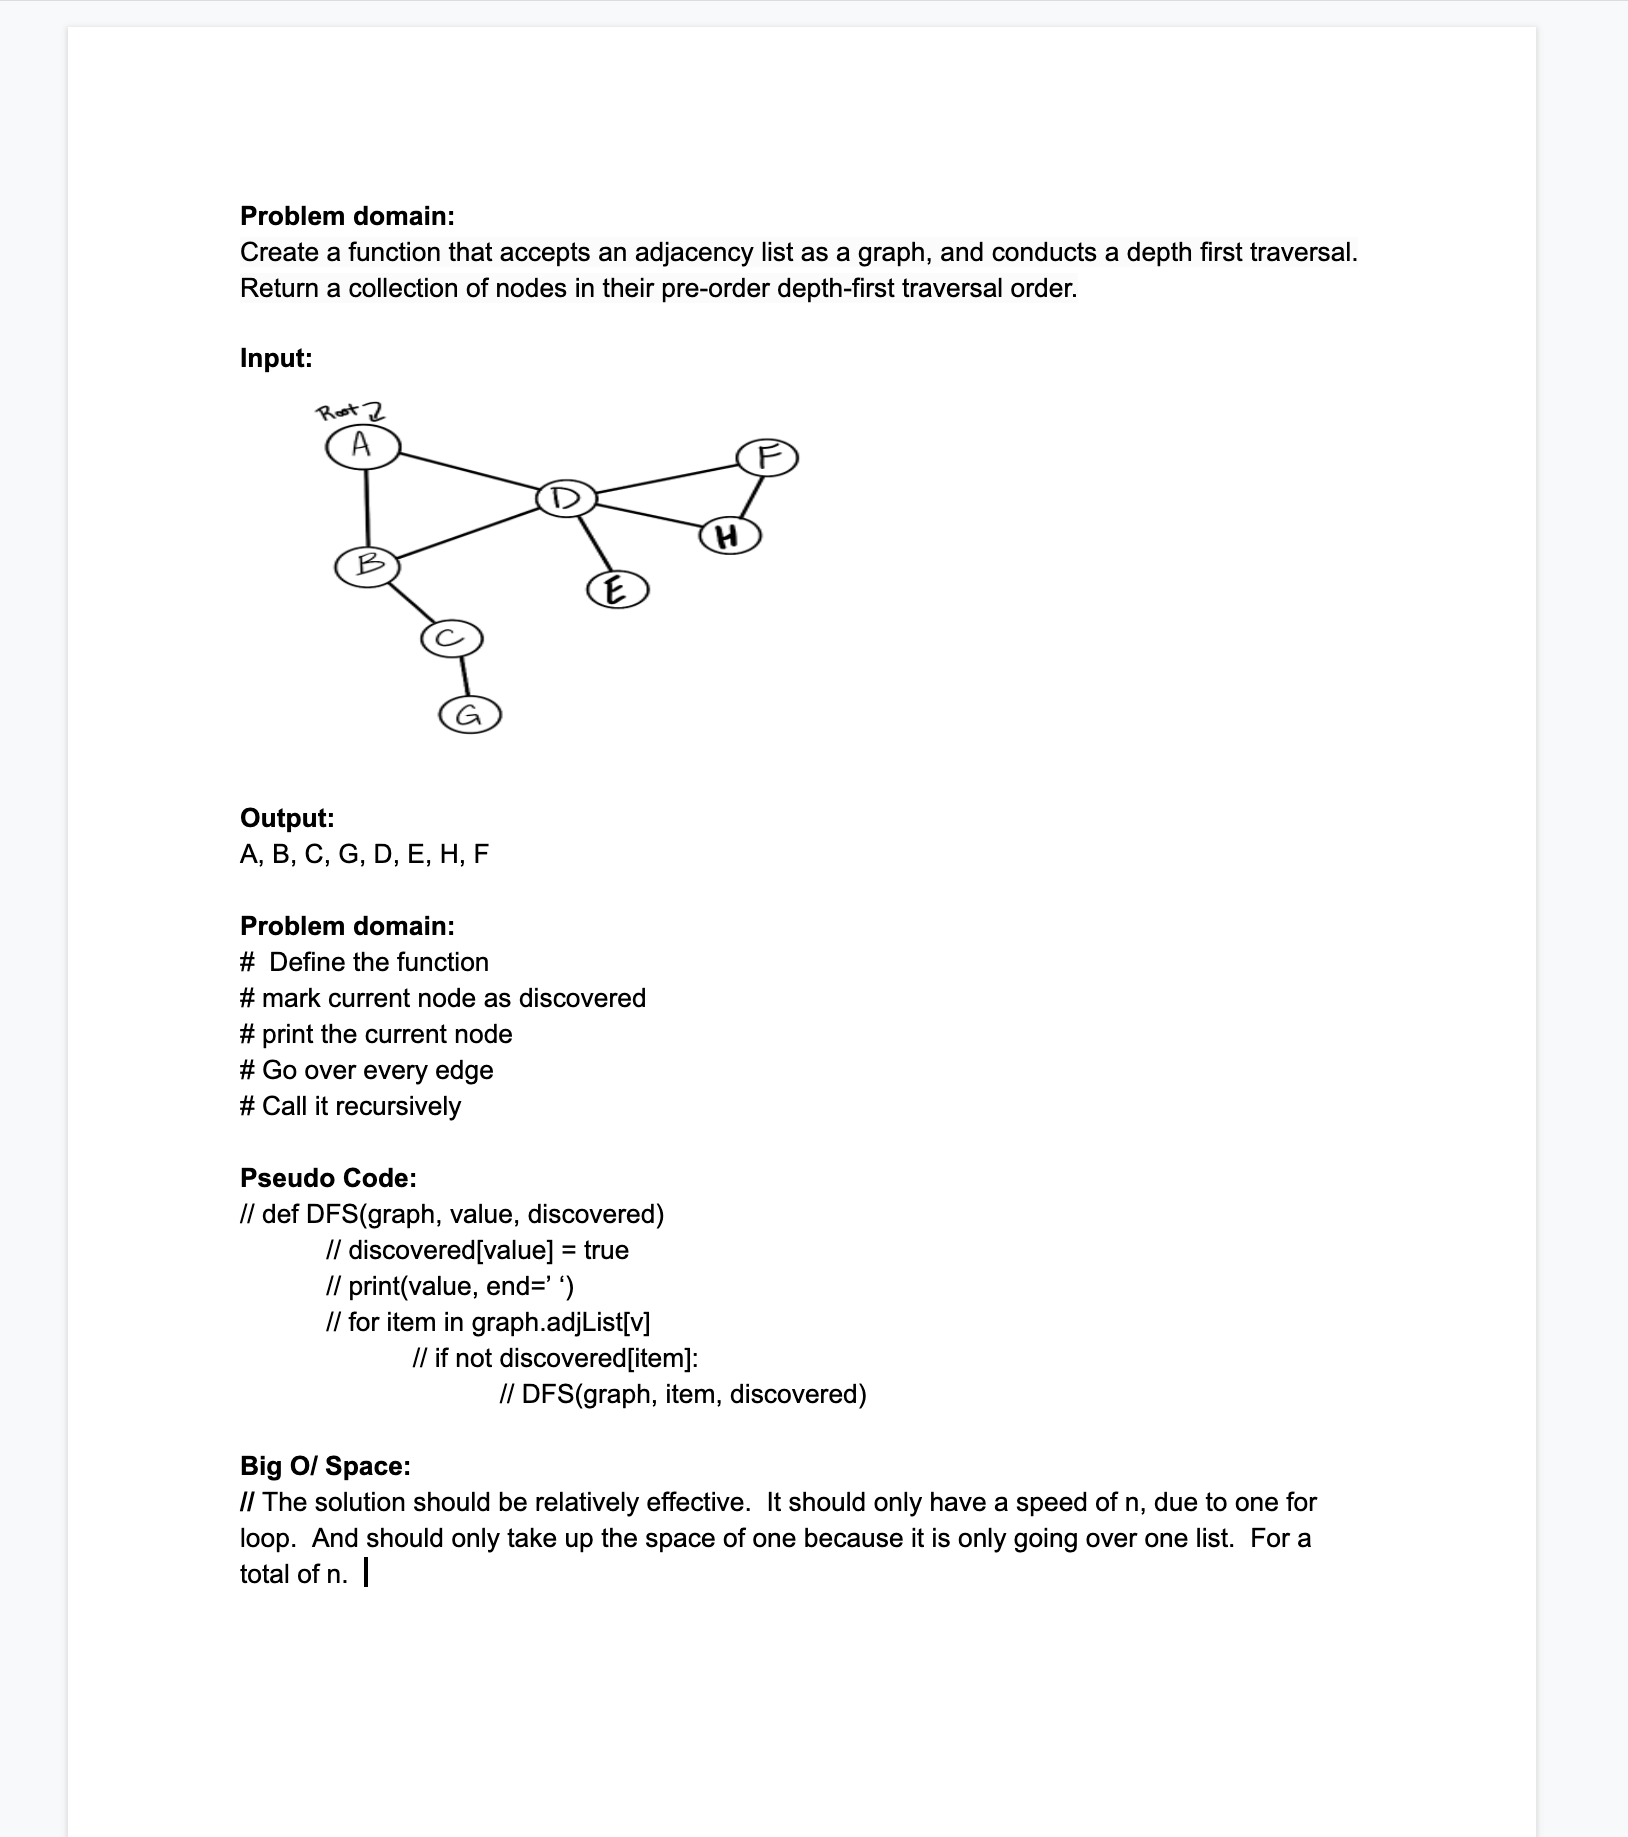 Problem domain:
Create a function that accepts an adjacency list as a graph, and conducts a depth first traversal.
Return a collection of nodes in their pre-order depth-first traversal order.
Input:
Root
A
F
D
H
B
E
C
G
Output:
A, B, C, G, D, E, H, F
Problem domain:
#  Define the function
# mark current node as discovered
# print the current node
# Go over every edge
# Call it recursively
Pseudo Code:
// def DFS(graph, value, discovered)
// discovered[value] = true
// print(value, end=’ ‘)
// for item in graph.adjList[v]
// if not discovered[item]:
// DFS(graph, item, discovered)
Big O/ Space:
// The solution should be relatively effective.  It should only have a speed of n, due to one for
loop.  And should only take up the space of one because it is only going over one list.  For a
total of n.